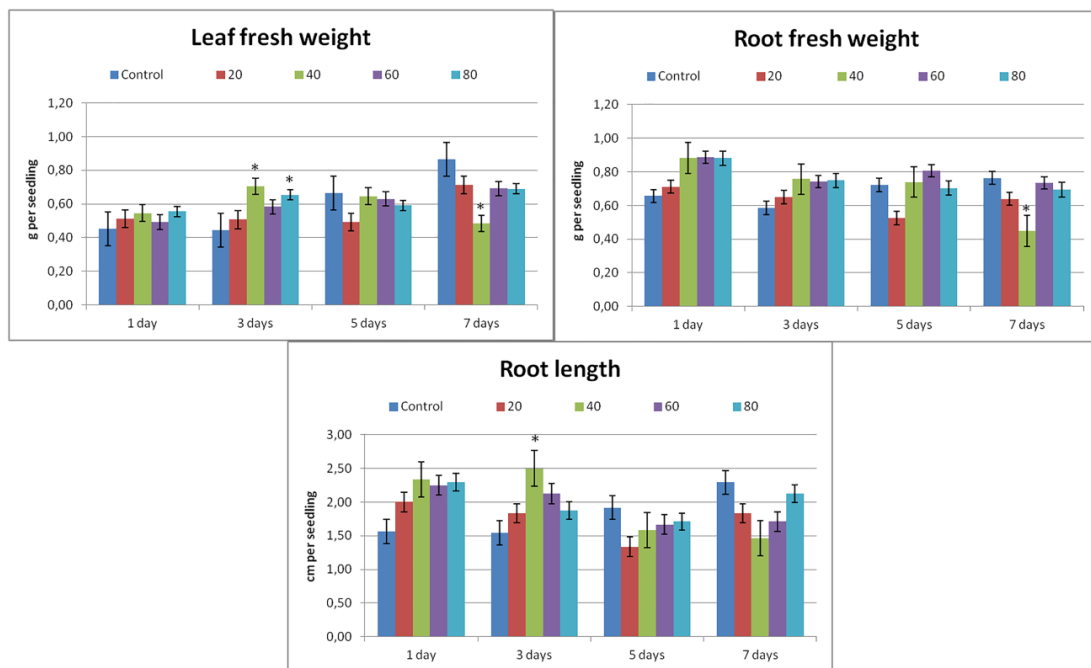 Leaf fresh weight
Control 20 40 60 80
g per seedling
1,20
1,00
0,80
0,60
0,40
0,20
0,00
* * *
1 day 3 days 5 days 7 days
Root fresh weight
Control 20 40 60 80
g per seedling
1,20
1,00
0,80
0,60
0,40
0,20
0,00
*
1 day 3 days 5 days 7 days
Root length
Control 20 40 60 80
cm per seedling
3,00
2,50
2,00
1,50
1,00
0,50
0,00
*
1 day 3 days 5 days 7 days